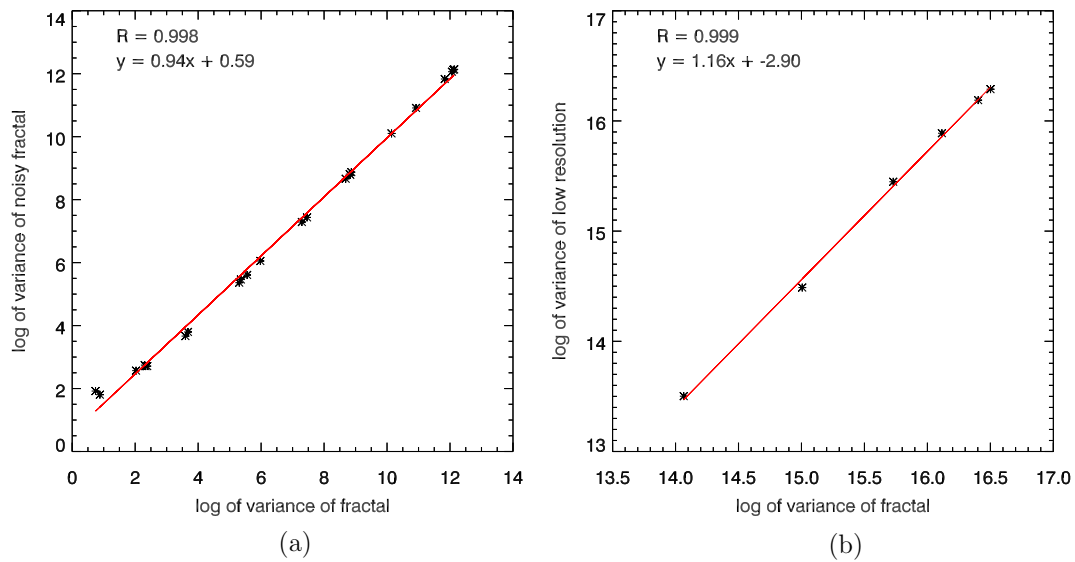 R = 0.998
y = 0.94x + 0.59
log of variance of noisy fractal
14
12
10
8
6
4
2
0
0 2 4 6 8 10 12 14
log of variance of fractal
(a)
R = 0.999
y = 1.16x + -2.90
log of variance of low resolution
17
16
15
14
13
13.5 14.0 14.5 15.0 15.5 16.0 16.5 17.0
log of variance of fractal
(b)